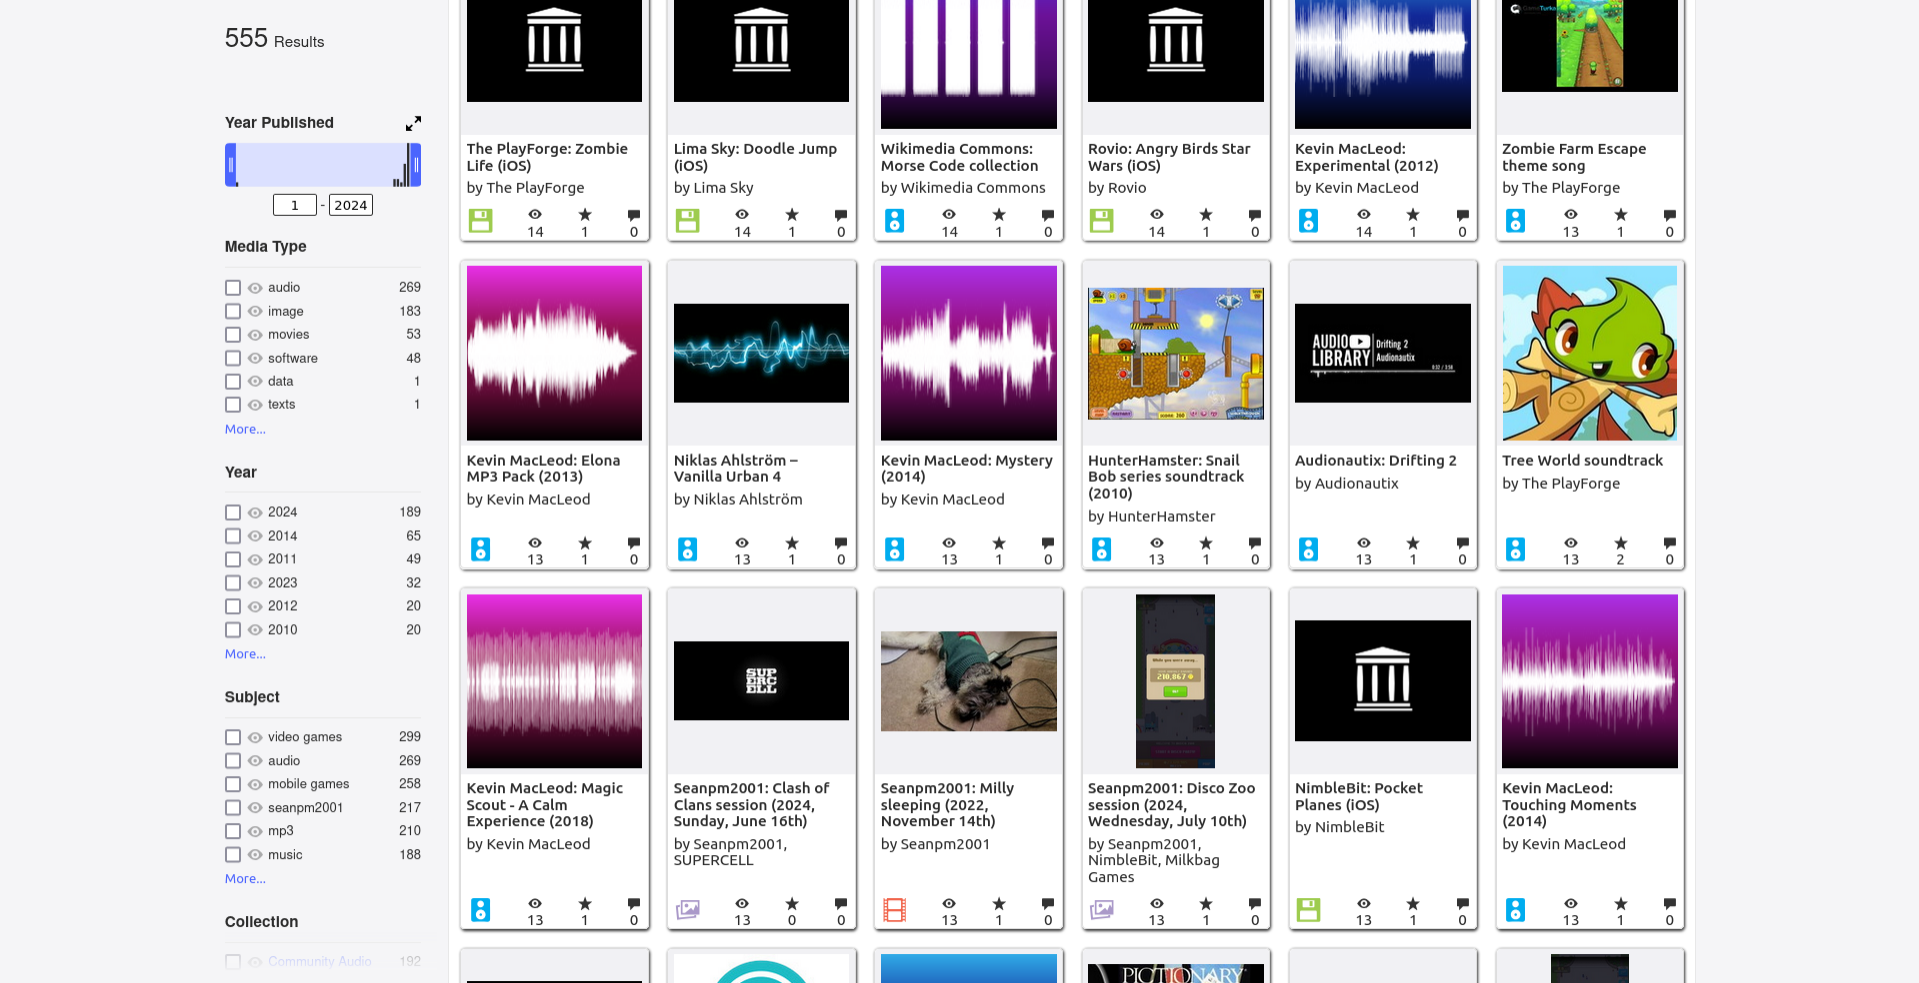 555 Results
Year Published
1 - 2024
Media Type
audio 269
image 183
movies 53
software 48
data 1
texts 1
More...
Year
2024 189
2014 65
2011 49
2023 32
2012 20
2010 20
More...
Subject
video games 299
audio 269
mobile games 258
seanpm2001 217
mp3 210
music 188
More...
Collection
Community Audio 192
The PlayForge: Zombie
Life (iOS)
by The PlayForge
14 1 0
Lima Sky: Doodle Jump
(iOS)
by Lima Sky
14 1 0
Wikimedia Commons:
Morse Code collection
by Wikimedia Commons
14 1 0
Rovio: Angry Birds Star
Wars (iOS)
by Rovio
14 1 0
Kevin MacLeod:
Experimental (2012)
by Kevin MacLeod
14 1 0
Zombie Farm Escape
theme song
by The PlayForge
13 1 0
Kevin MacLeod: Elona
MP3 Pack (2013)
by Kevin MacLeod
13 1 0
Niklas Ahlström –
Vanilla Urban 4
by Niklas Ahlström
13 1 0
Kevin MacLeod: Mystery
(2014)
by Kevin MacLeod
13 1 0
HunterHamster: Snail
Bob series soundtrack
(2010)
by HunterHamster
13 1 0
AUDIO
LIBRARY
Drifting 2
Audionautix
Audionautix: Drifting 2
by Audionautix
13 1 0
Tree World soundtrack
by The PlayForge
13 2 0
Kevin MacLeod: Magic
Scout - A Calm
Experience (2018)
by Kevin MacLeod
13 1 0
SUP
ERC
ELL
Seanpm2001: Clash of
Clans session (2024,
Sunday, June 16th)
by Seanpm2001,
SUPERCELL
13 0 0
Seanpm2001: Milly
sleeping (2022,
November 14th)
by Seanpm2001
13 1 0
While you were away...
210,867
Seanpm2001: Disco Zoo
session (2024,
Wednesday, July 10th)
by Seanpm2001,
NimbleBit, Milkbag
Games
13 1 0
NimbleBit: Pocket
Planes (iOS)
by NimbleBit
13 1 0
Kevin MacLeod:
Touching Moments
(2014)
by Kevin MacLeod
13 1 0
PICTIONARY